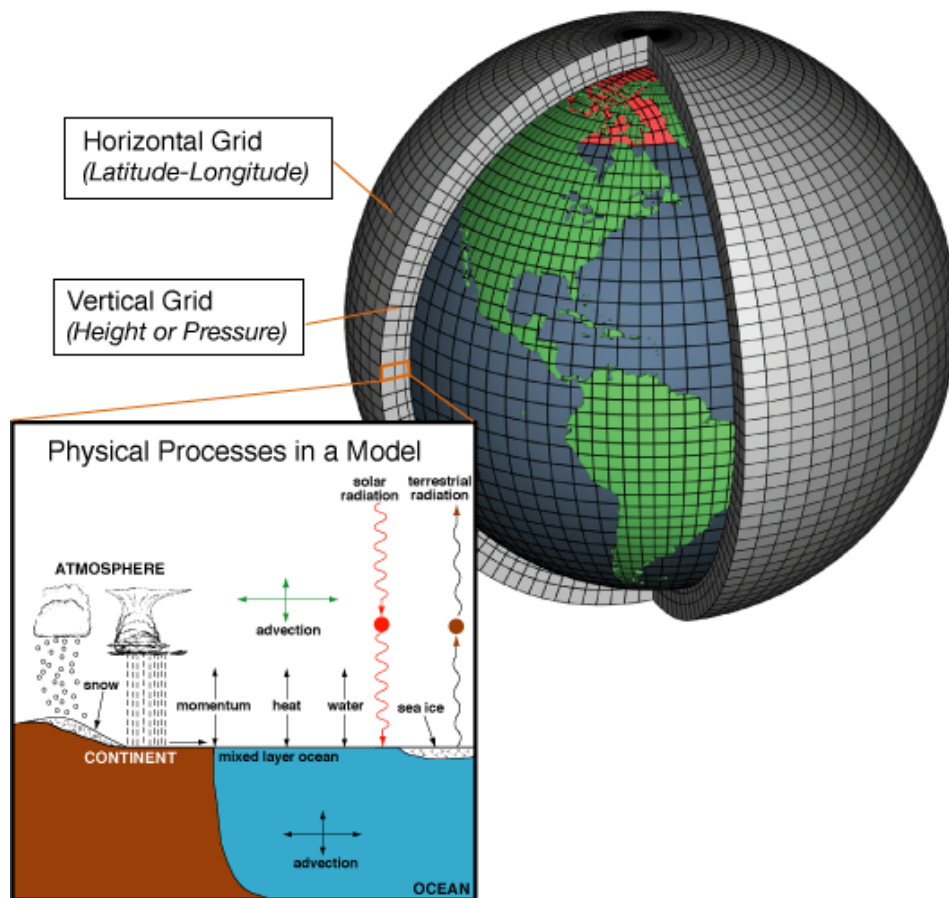 Horizontal Grid
(Latitude-Longitude)
Vertical Grid
(Height or Pressure)
Physical Processes in a Model
solar
radiation
terrestrial
radiation
ATMOSPHERE
advection
snow
momentum
heat
water
sea ice
CONTINENT
mixed layer ocean
advection
OCEAN